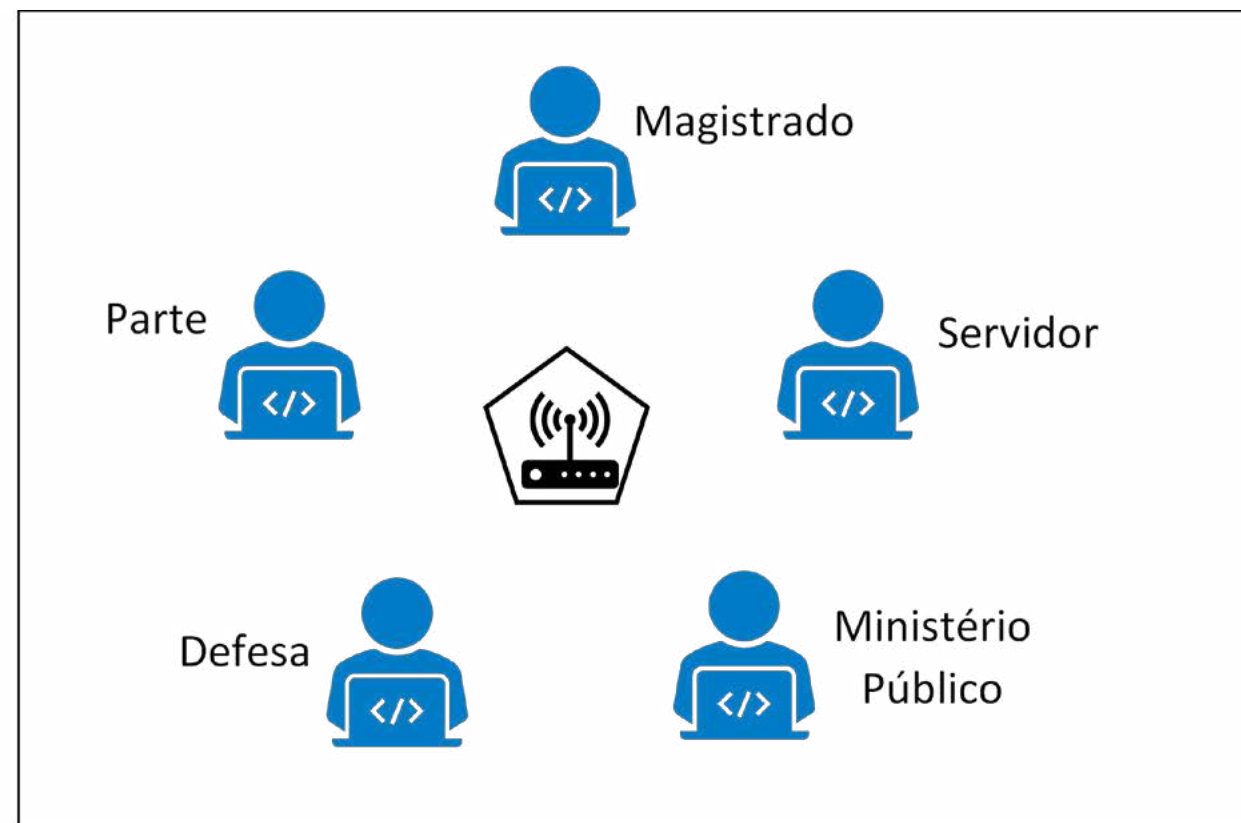 Magistrado
Parte
Servidor
Defesa
Ministério
Público